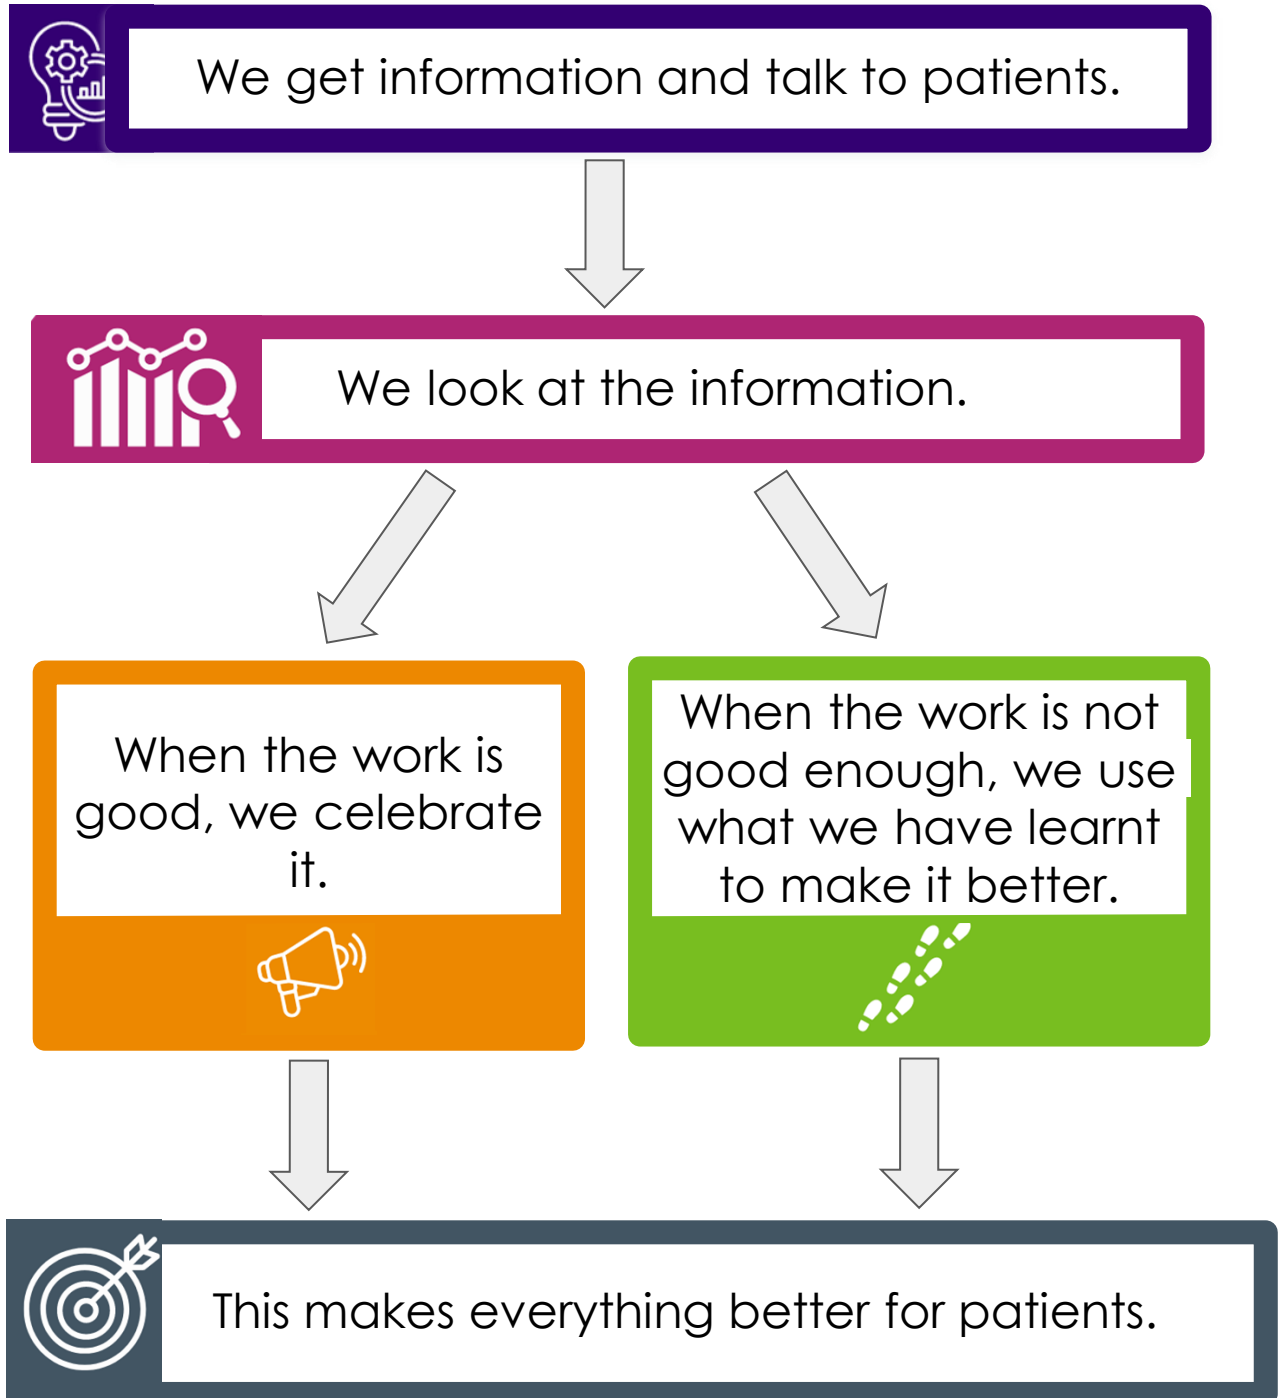 We get information and talk to patients.
We look at the information.
When the work is
good, we celebrate
it.
When the work is not
good enough, we use
what we have learnt
to make it better.
This makes everything better for patients.